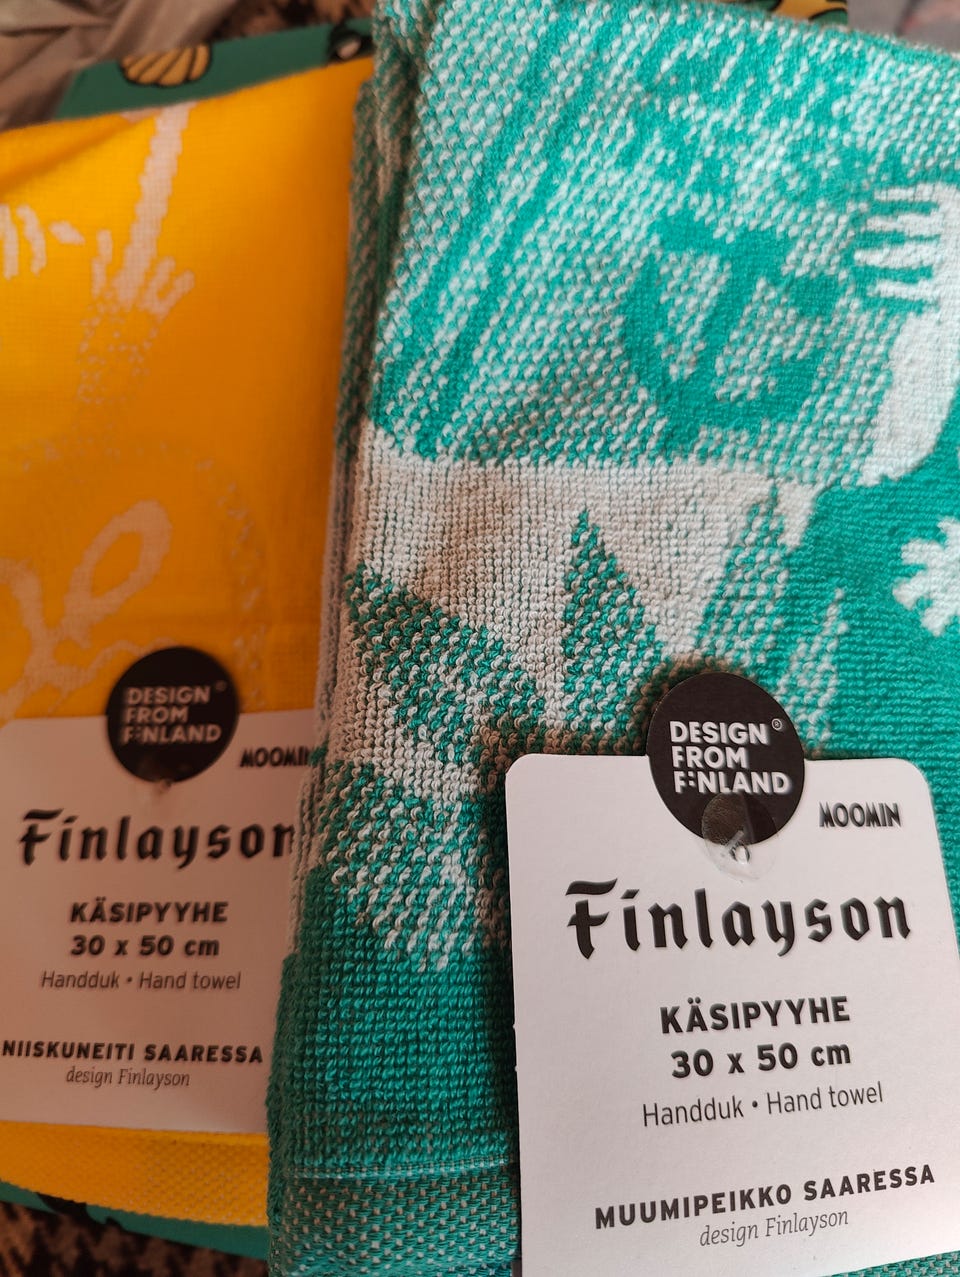 DESIGN
FROM
FINLAND
®
MOOMIN
Finlayson
KÄSIPYYHE
30 x 50 cm
Handduk • Hand towel
NIISKUNEITI SAARESSA
design Finlayson
DESIGN
FROM
FINLAND
®
MOOMIN
Finlayson
KÄSIPYYHE
30 x 50 cm
Handduk • Hand towel
MUUMIPEIKKO SAARESSA
design Finlayson